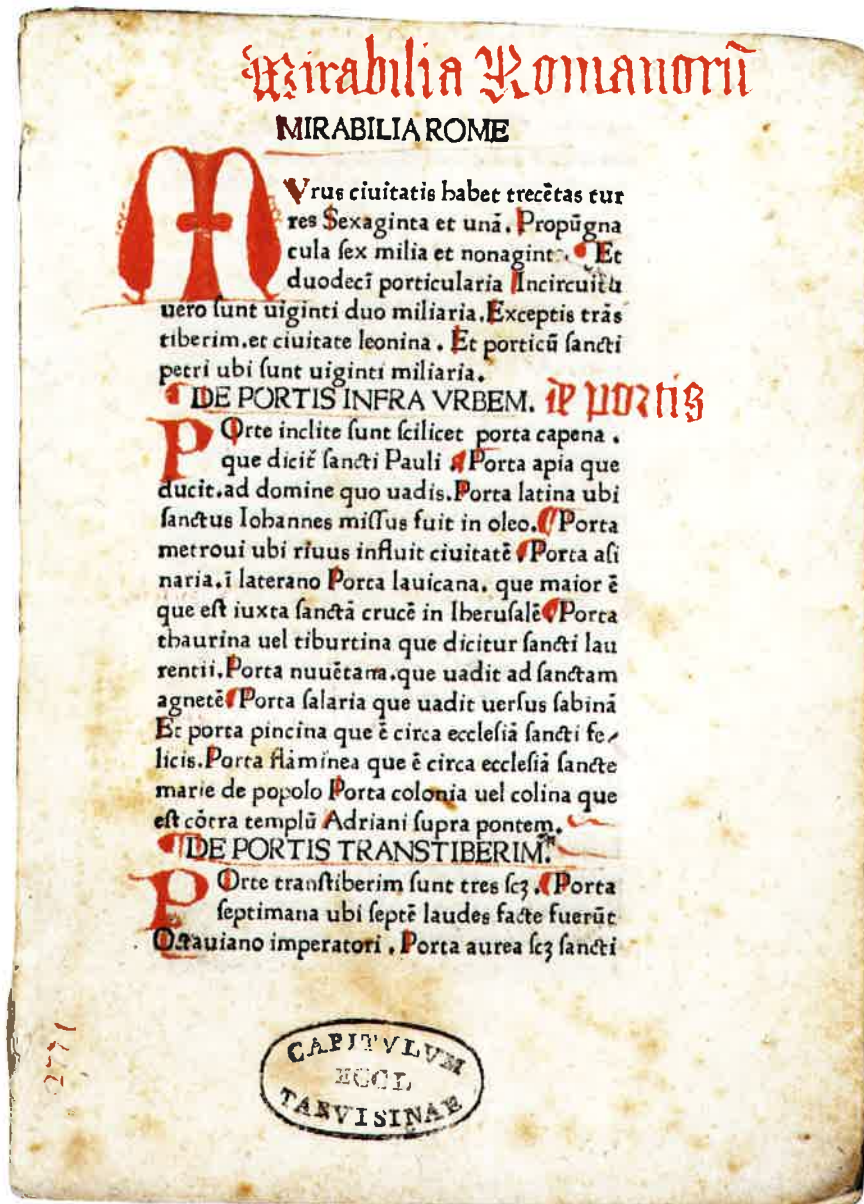 Mirabilia Romanorū
MIRABILIA ROME
MVrus ciuitatis habet trecētas tur
res Sexaginta et unā. Propūgna
cula ſex milia et nonagint. Et
duodecī porticularia Incircuitu
uero ſunt uiginti duo miliaria. Exceptis trās
tiberim. et ciuitate leonina. Et porticū ſancti
petri ubi ſunt uiginti miliaria.
DE PORTIS INFRA VRBEM. de portis
POrte inclite ſunt ſcilicet porta capena.
que dicit̄ ſancti Pauli Porta apia que
ducit. ad domine quo uadis. Porta latina ubi
ſanctus Iohannes miſſus fuit in oleo. Porta
metroui ubi riuus influit ciuitatē Porta aſi
naria. ī laterano Porta lauicana. que maior ē
que eſt iuxta ſanctā crucē in Iheruſalē Porta
thaurina uel tiburtina que dicitur ſancti lau
rentii. Porta nuuētana. que uadit ad ſanctam
agnetē Porta ſalaria que uadit uerſus ſabinā
Et porta pincina que ē circa eccleſiā ſancti fe
licis. Porta flāminea que ē circa eccleſiā ſancte
marie de popolo Porta colonia uel colina que
eſt cōtra templū Adriani ſupra pontem.
DE PORTIS TRANSTIBERIM.
POrte tranſtiberim ſunt tres ſcꝫ. Porta
ſeptimana ubi ſeptē laudes facte fuerūt
Octauiano imperatori. Porta aurea ſcꝫ ſancti
CAPITVLVM
ECCL
TARVISINAE
2771